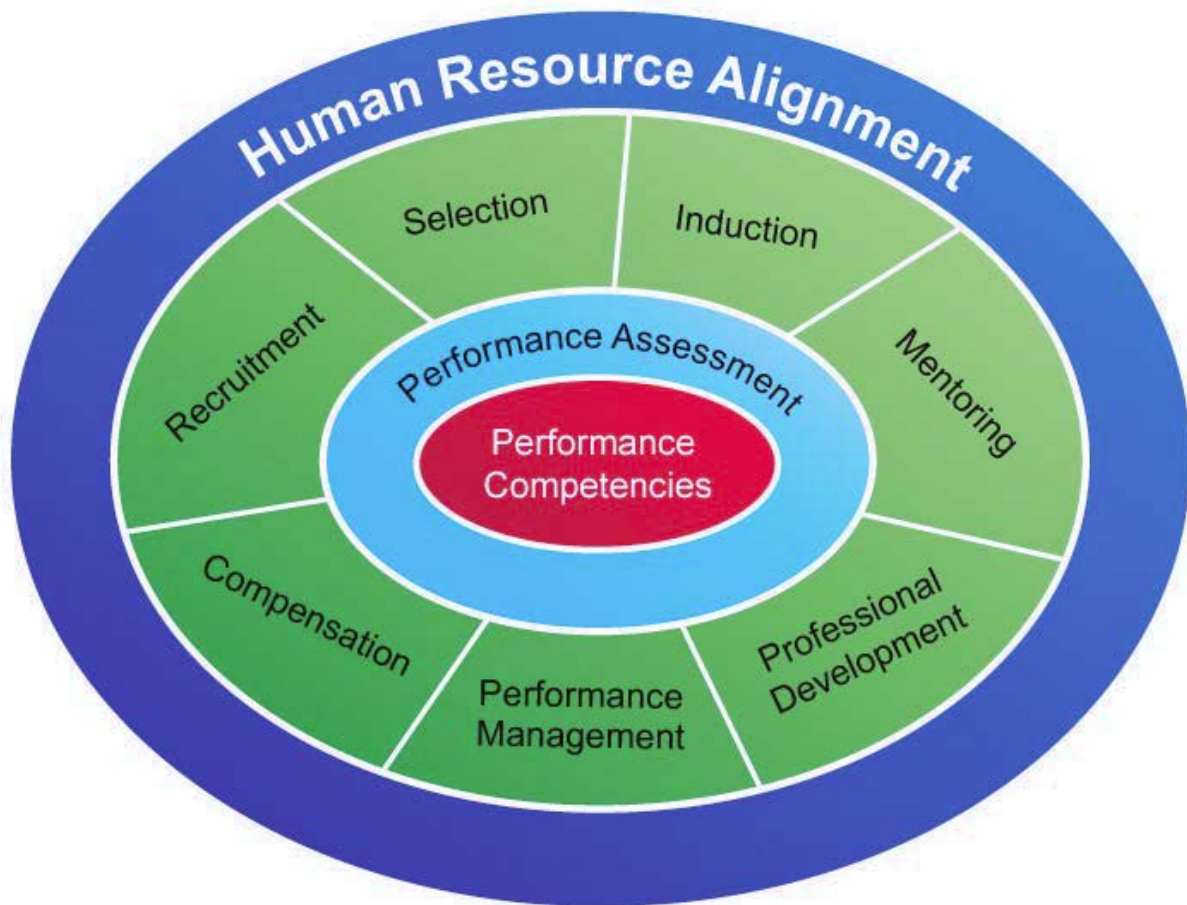 Human Resource Alignment
Selection
Induction
Recruitment
Mentoring
Performance Assessment
Performance
Competencies
Compensation
Professional
Development
Performance
Management